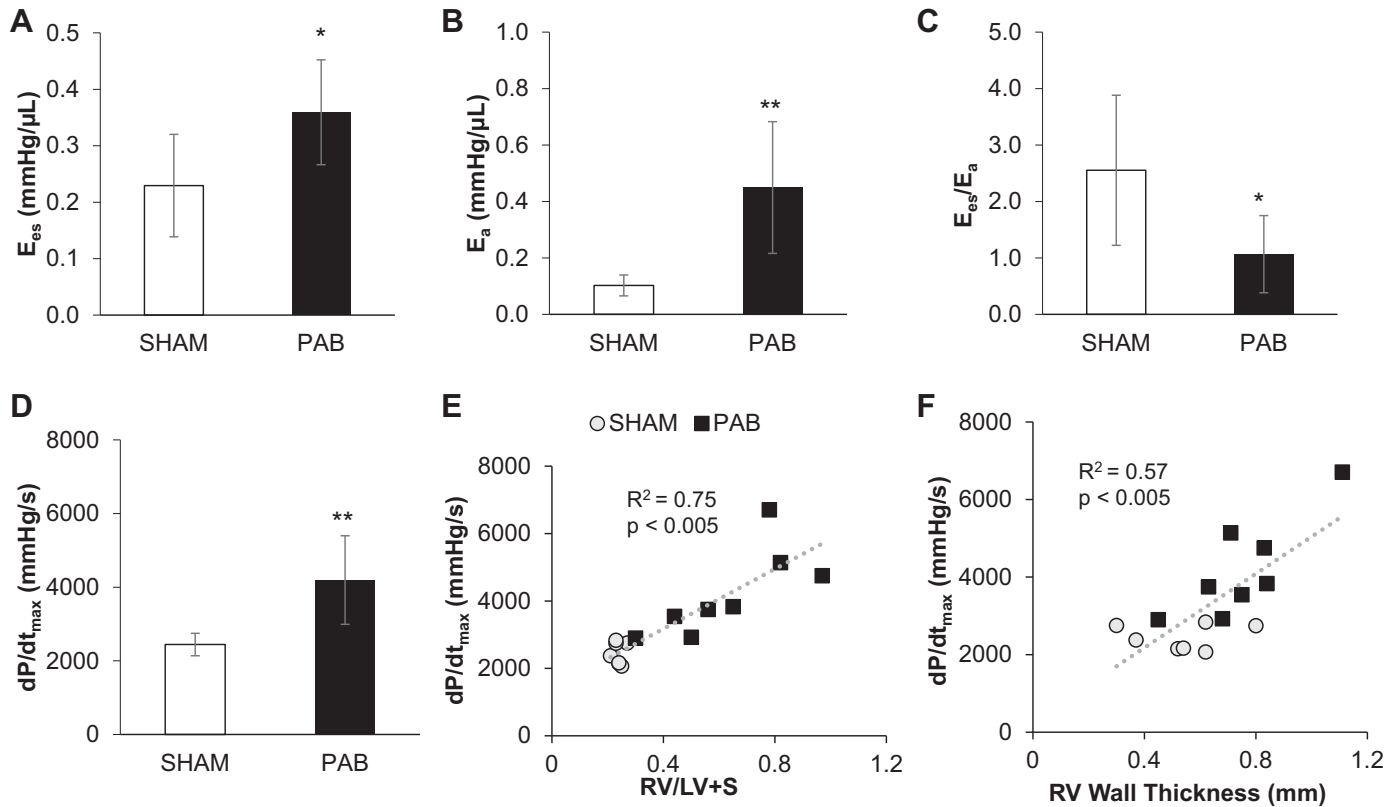 A
0.5
0.4
0.3
0.2
0.1
0.0
Ees (mmHg/µL)
*
SHAM PAB
B
1.0
0.8
0.6
0.4
0.2
0.0
Ea (mmHg/µL)
**
SHAM PAB
C
5.0
4.0
3.0
2.0
1.0
0.0
Ees/Ea
*
SHAM PAB
D
8000
6000
4000
2000
0
dP/dtmax (mmHg/s)
**
SHAM PAB
E
SHAM PAB
8000
6000
4000
2000
0
dP/dtmax (mmHg/s)
R² = 0.75
p < 0.005
0 0.4 0.8 1.2
RV/LV+S
F
8000
6000
4000
2000
0
dP/dtmax (mmHg/s)
R² = 0.57
p < 0.005
0 0.4 0.8 1.2
RV Wall Thickness (mm)